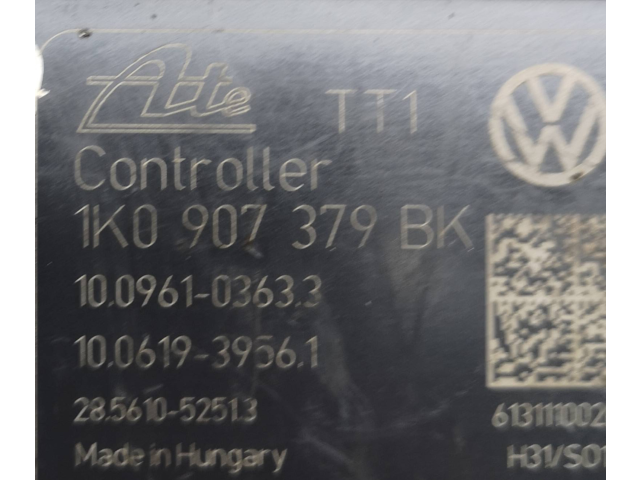 Ate TT1
Controller
1K0 907 379 BK
10.0961-0363.3
10.0619-3956.1
28.5610-5251.3
613111002
Made in Hungary
H31/S01